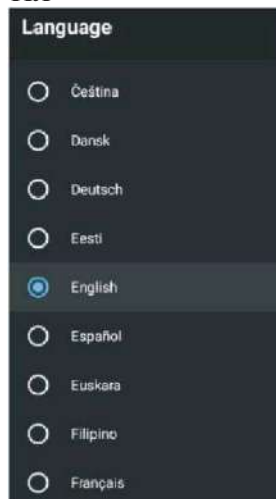 Language
Čeština
Dansk
Deutsch
Eesti
English
Español
Euskara
Filipino
Français